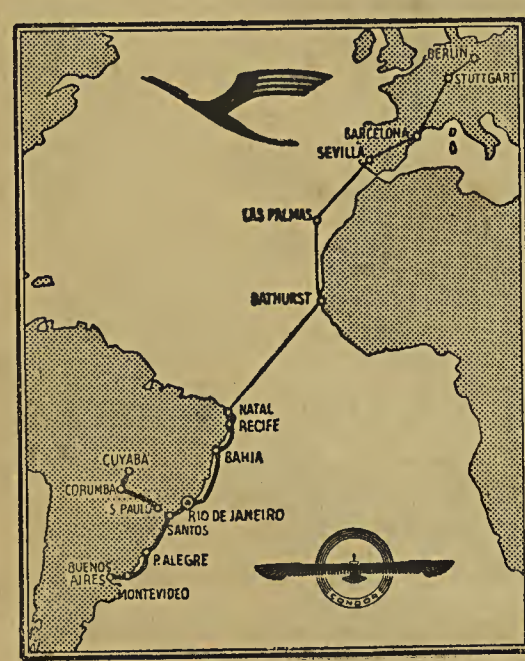 BERLIN
STUTTGART
BARCELONA
SEVILLA
LAS PALMAS
BATHURST
NATAL
RECIFE
BAHIA
CUYABA
CORUMBA
S. PAULO
RIO DE JANEIRO
SANTOS
P. ALEGRE
BUENOS
AIRES
MONTEVIDEO
CONDOR